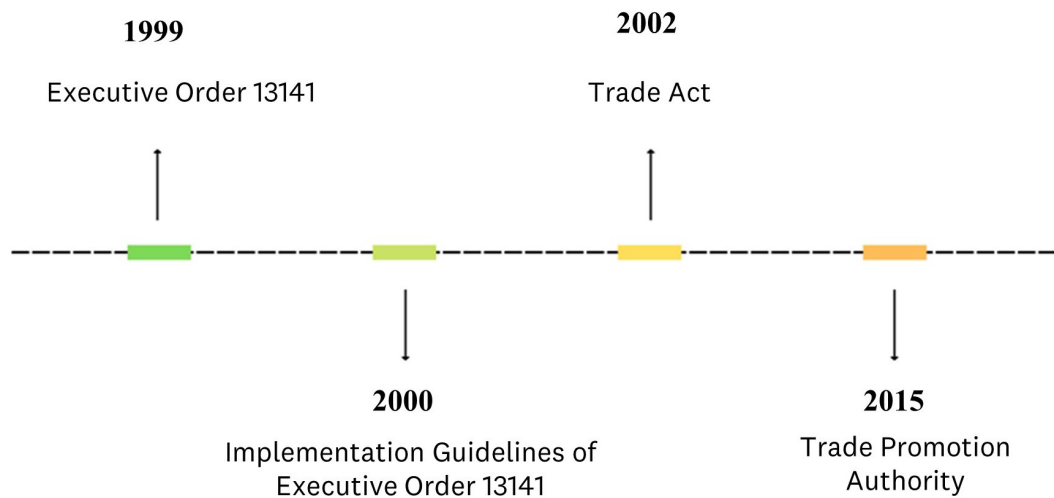 1999
Executive Order 13141
2002
Trade Act
2000
Implementation Guidelines of
Executive Order 13141
2015
Trade Promotion
Authority